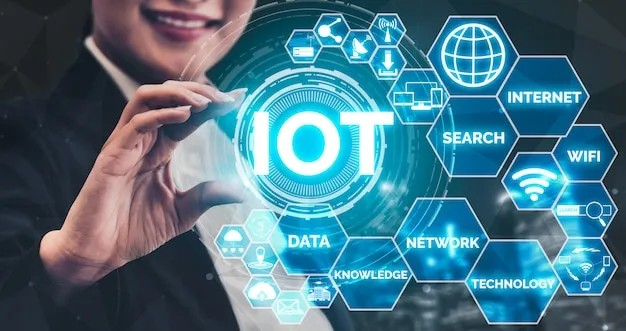 IOT
INTERNET
SEARCH
WIFI
DATA
NETWORK
KNOWLEDGE
TECHNOLOGY